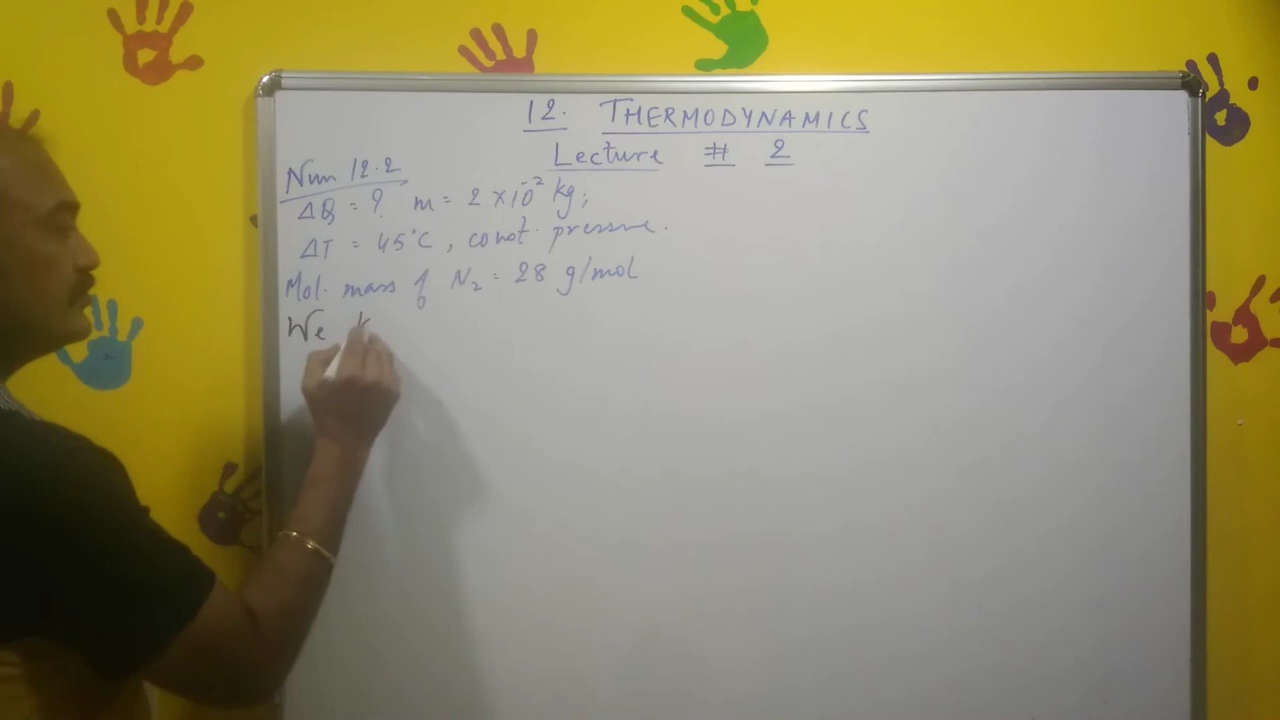 12. THERMODYNAMICS
Lecture # 2
Num 12.2
ΔQ = ? m = 2 × 10⁻² kg;
ΔT = 45°C, const. pressure.
Mol. mass of N₂ = 28 g/mol
We k